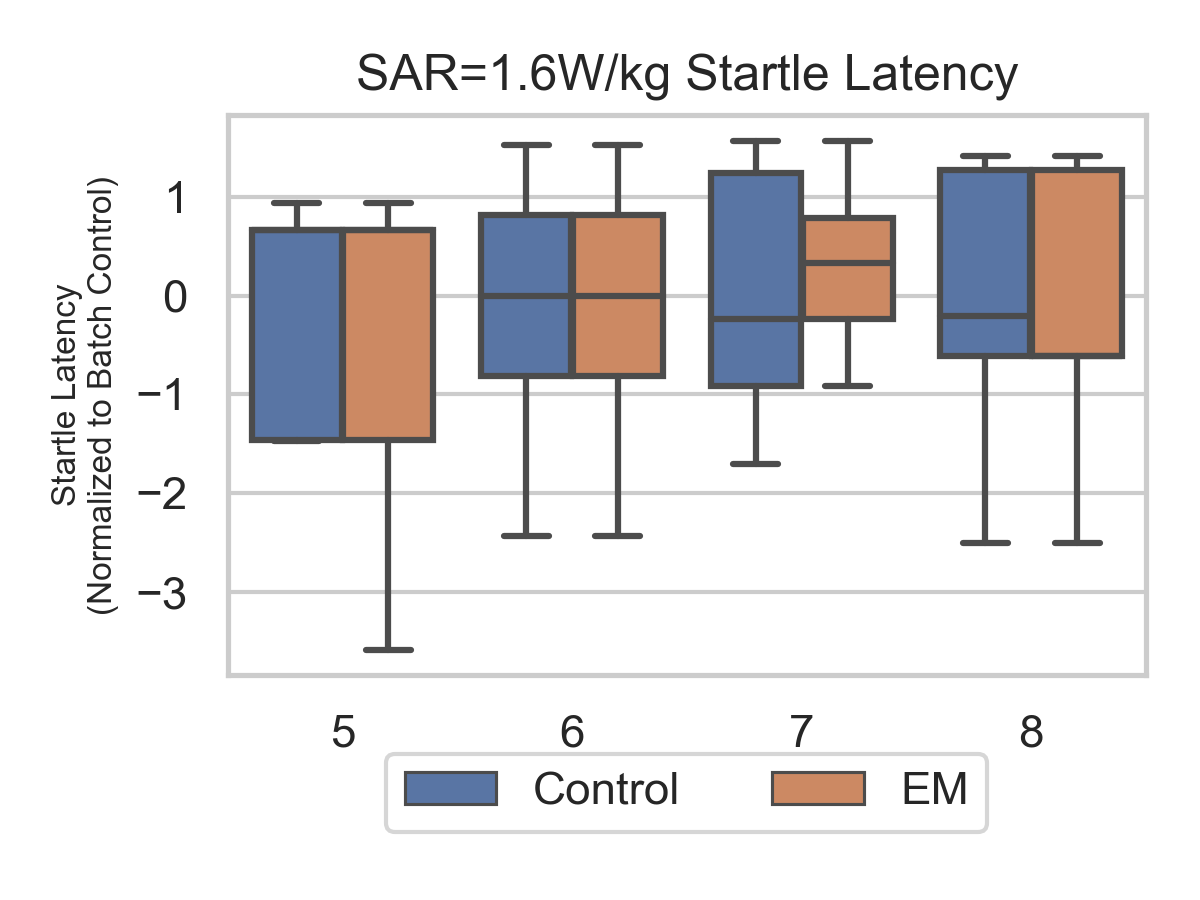 SAR=1.6W/kg Startle Latency
Startle Latency
(Normalized to Batch Control)
1
0
−1
−2
−3
5 6 7 8
Control EM